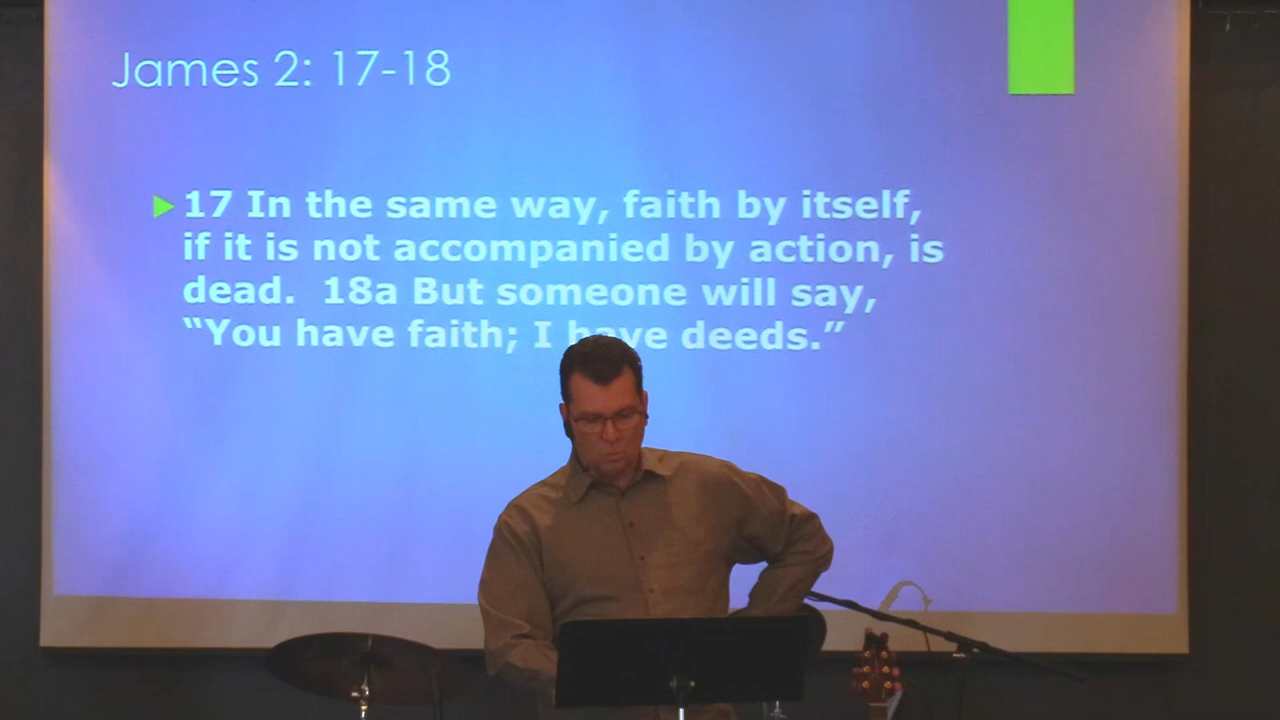 James 2: 17-18
17 In the same way, faith by itself,
if it is not accompanied by action, is
dead.  18a But someone will say,
“You have faith; I have deeds.”